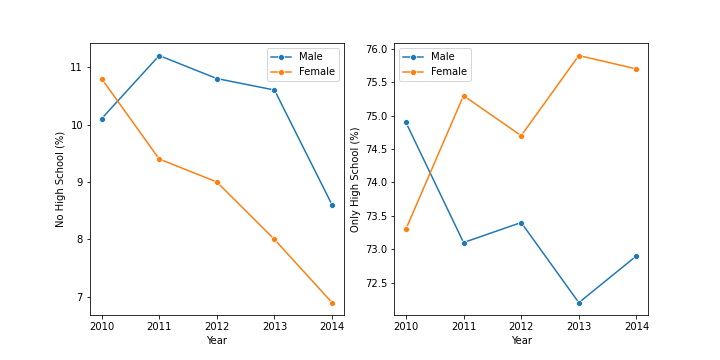 Male
Female
11
10
9
8
7
No High School (%)
2010 2011 2012 2013 2014
Year
Male
Female
76.0
75.5
75.0
74.5
74.0
73.5
73.0
72.5
Only High School (%)
2010 2011 2012 2013 2014
Year